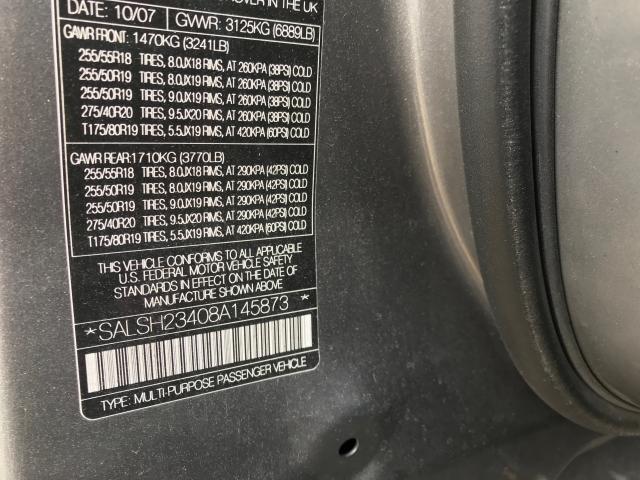 OVER IN THE UK
DATE: 10/07 GVWR: 3125KG (6889LB)
GAWR FRONT: 1470KG (3241LB)
255/55R18 TIRES, 8.0JX18 RIMS, AT 260KPA (38PSI) COLD
255/50R19 TIRES, 8.0JX19 RIMS, AT 260KPA (38PSI) COLD
255/50R19 TIRES, 9.0JX19 RIMS, AT 260KPA (38PSI) COLD
275/40R20 TIRES, 9.5JX20 RIMS, AT 260KPA (38PSI) COLD
T175/80R19 TIRES, 5.5JX19 RIMS, AT 420KPA (60PSI) COLD
GAWR REAR: 1710KG (3770LB)
255/55R18 TIRES, 8.0JX18 RIMS, AT 290KPA (42PSI) COLD
255/50R19 TIRES, 8.0JX19 RIMS, AT 290KPA (42PSI) COLD
255/50R19 TIRES, 9.0JX19 RIMS, AT 290KPA (42PSI) COLD
275/40R20 TIRES, 9.5JX20 RIMS, AT 290KPA (42PSI) COLD
T175/80R19 TIRES, 5.5JX19 RIMS, AT 420KPA (60PSI) COLD
THIS VEHICLE CONFORMS TO ALL APPLICABLE
U.S. FEDERAL MOTOR VEHICLE SAFETY
STANDARDS IN EFFECT ON THE DATE OF
MANUFACTURE SHOWN ABOVE
*SALSH23408A145873*
TYPE: MULTI-PURPOSE PASSENGER VEHICLE